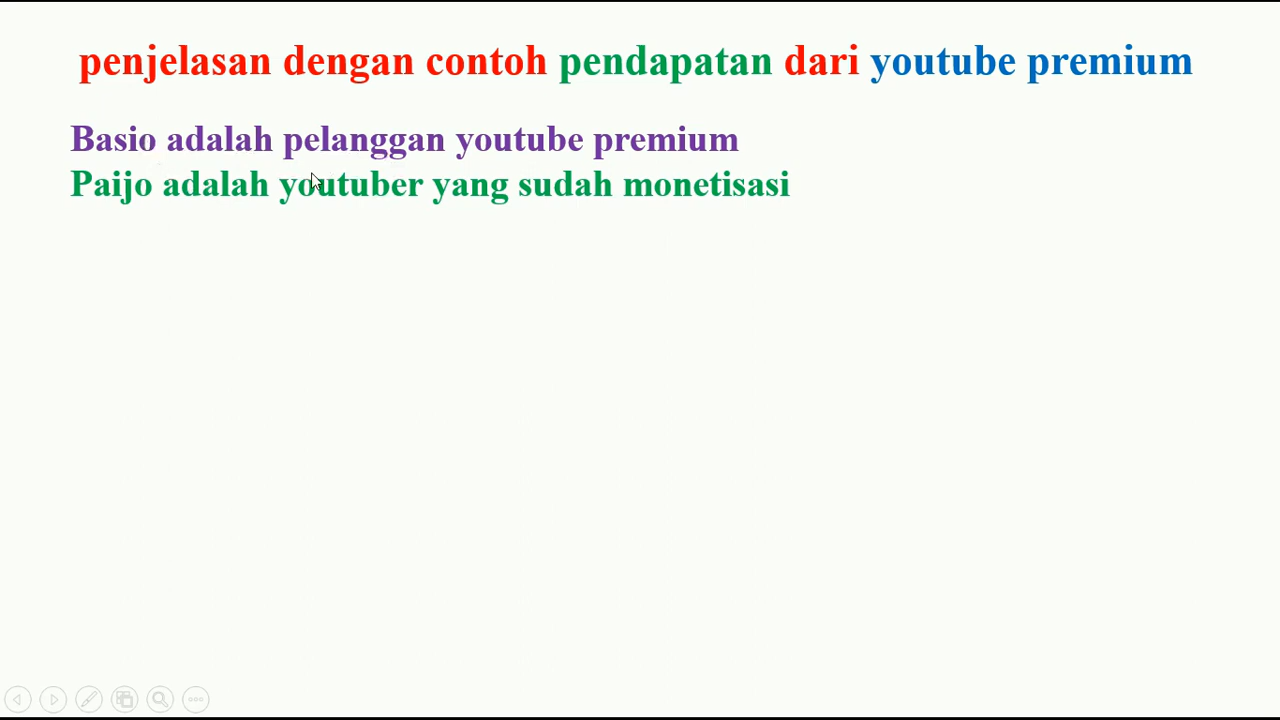 penjelasan dengan contoh pendapatan dari youtube premium
Basio adalah pelanggan youtube premium
Paijo adalah youtuber yang sudah monetisasi